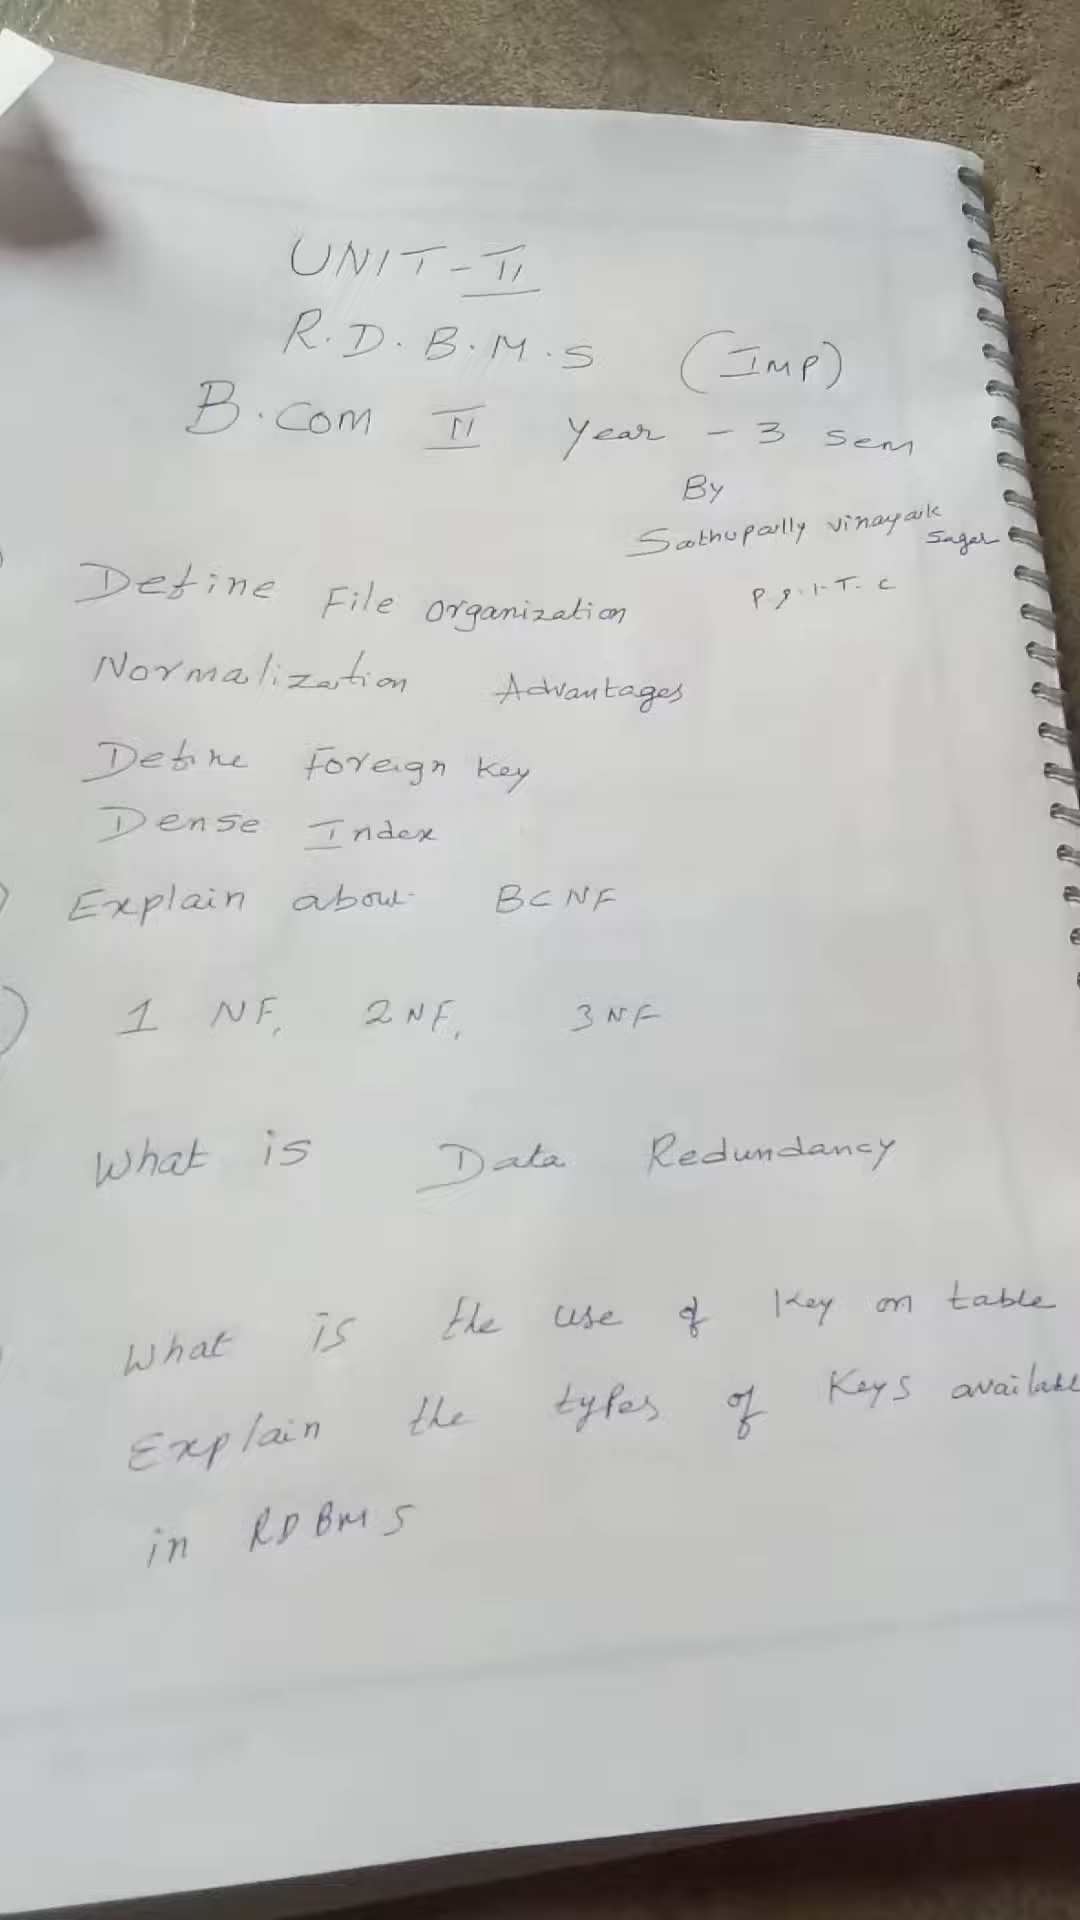 UNIT-II
R.D.B.M.S (IMP)
B.com II year - 3 sem
By
Sathupally vinayak
Sagar
P.g.I.T.C
Define File organization
Normalization Advantages
Define Foreign key
Dense Index
Explain about BCNF
1 NF, 2NF, 3NF
What is Data Redundancy
What is the use of key on table
Explain the types of Keys available
in RDBMS